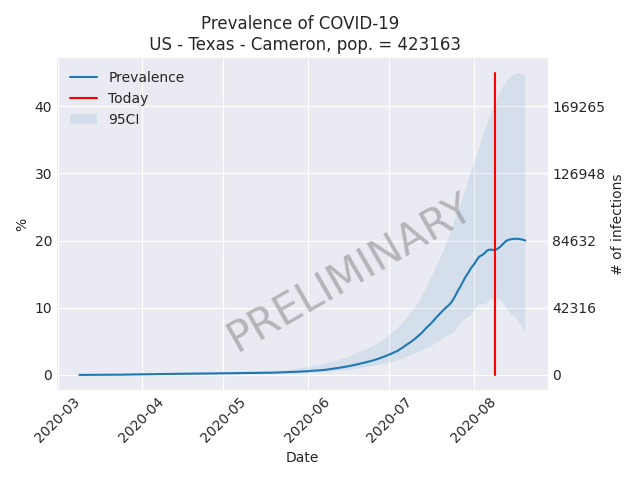 Prevalence of COVID-19
US - Texas - Cameron, pop. = 423163
Prevalence
Today
95CI
40
30
20
10
0
%
169265
126948
84632
42316
0
# of infections
PRELIMINARY
2020-03
2020-04
2020-05
2020-06
2020-07
2020-08
Date